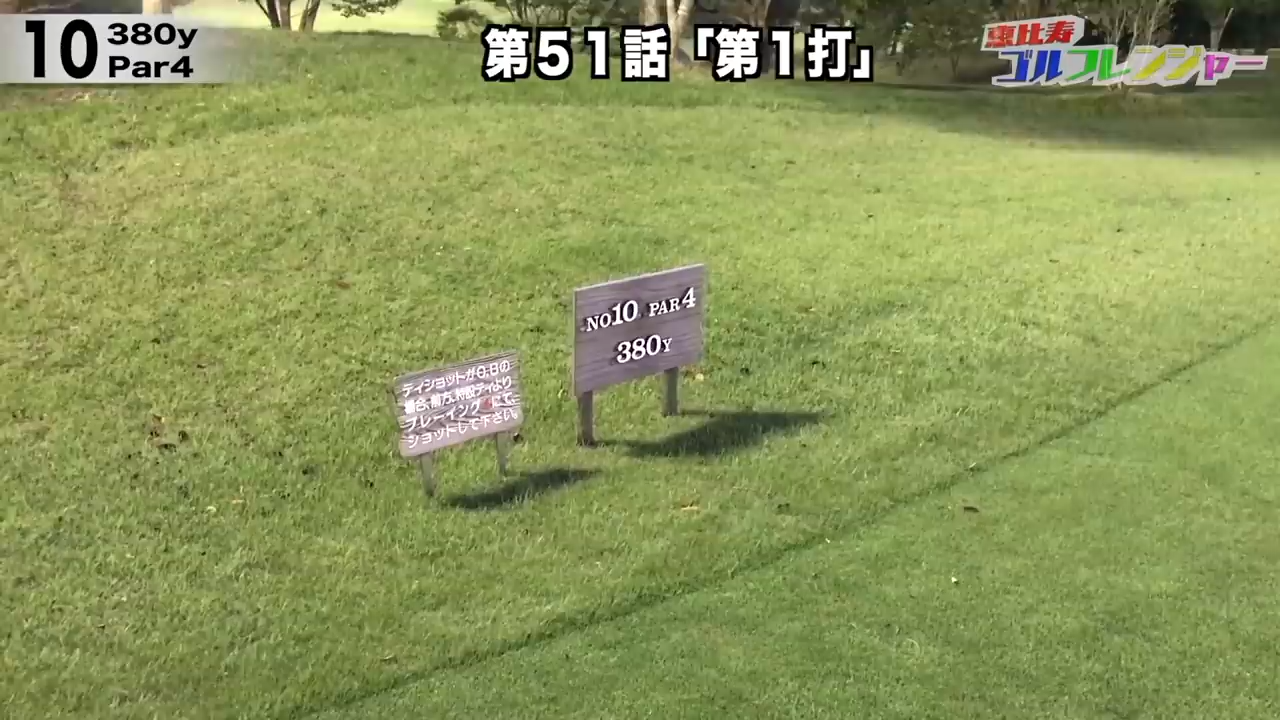 10 380y
Par4
第51話「第1打」
恵比寿
ゴルフレンジャー
NO10 PAR4
380Y
ティショットがO.Bの
場合、前方、特設ティより
プレーイング4にて、
ショットして下さい。